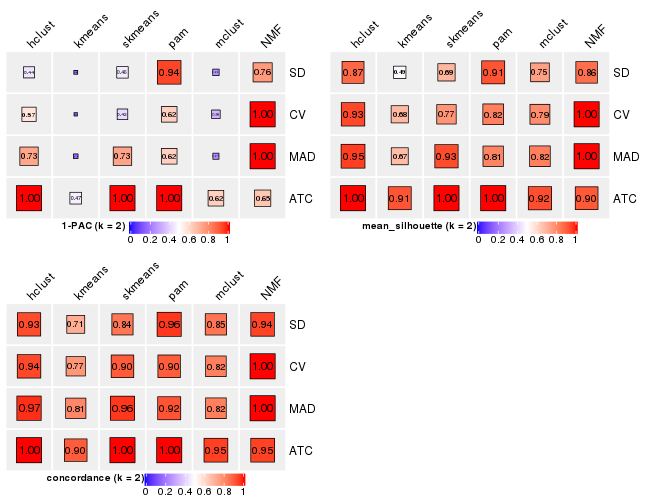 hclust kmeans skmeans pam mclust NMF
0.44 0.45 0.94 0.76 SD
0.57 0.43 0.62 1.00 CV
0.73 0.73 0.62 1.00 MAD
1.00 0.47 1.00 1.00 0.62 0.65 ATC
1-PAC (k = 2)
0 0.2 0.4 0.6 0.8 1
hclust kmeans skmeans pam mclust NMF
0.87 0.49 0.69 0.91 0.75 0.86 SD
0.93 0.68 0.77 0.82 0.79 1.00 CV
0.95 0.67 0.93 0.81 0.82 1.00 MAD
1.00 0.91 1.00 1.00 0.92 0.90 ATC
mean_silhouette (k = 2)
0 0.2 0.4 0.6 0.8 1
hclust kmeans skmeans pam mclust NMF
0.93 0.71 0.84 0.96 0.85 0.94 SD
0.94 0.77 0.90 0.90 0.82 1.00 CV
0.97 0.81 0.96 0.92 0.82 1.00 MAD
1.00 0.90 1.00 1.00 0.95 0.95 ATC
concordance (k = 2)
0 0.2 0.4 0.6 0.8 1